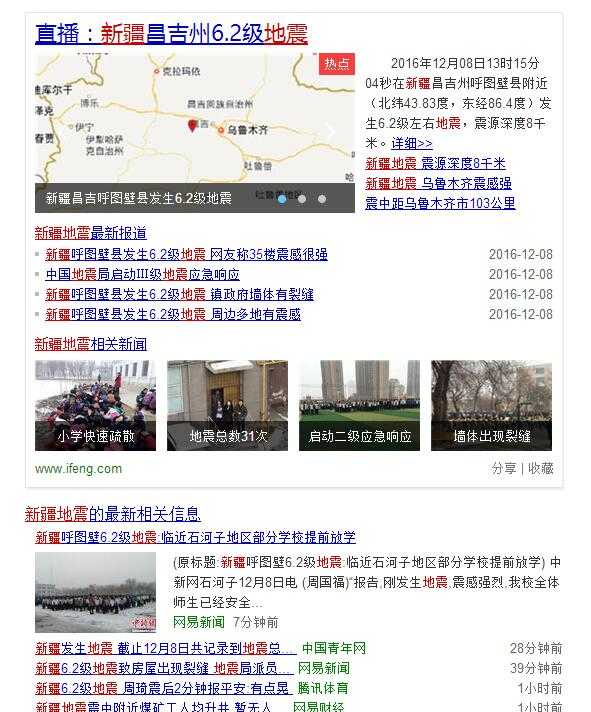 直播：新疆昌吉州6.2级地震
热点
克拉玛依
博乐
昌吉回族自治州
伊宁
伊犁哈萨
克自治州
昌吉
乌鲁木齐
吐鲁番
新疆昌吉呼图壁县发生6.2级地震
2016年12月08日13时15分
04秒在新疆昌吉州呼图壁县附近
（北纬43.83度，东经86.4度）发
生6.2级左右地震，震源深度8千
米。详细>>
新疆地震 震源深度8千米
新疆地震 乌鲁木齐震感强
震中距乌鲁木齐市103公里
新疆地震最新报道
新疆呼图壁县发生6.2级地震 网友称35楼震感很强 2016-12-08
中国地震局启动III级地震应急响应 2016-12-08
新疆呼图壁县发生6.2级地震 镇政府墙体有裂缝 2016-12-08
新疆呼图壁县发生6.2级地震 周边多地有震感 2016-12-08
新疆地震相关新闻
小学快速疏散
地震总数31次
启动二级应急响应
墙体出现裂缝
www.ifeng.com
分享 | 收藏
新疆地震的最新相关信息
新疆呼图壁6.2级地震:临近石河子地区部分学校提前放学
(原标题:新疆呼图壁6.2级地震:临近石河子地区部分学校提前放学) 中
新网石河子12月8日电 (周国福)“报告,刚发生地震,震感强烈,我校全体
师生已经安全...
网易新闻 7分钟前
新疆发生地震 截止12月8日共记录到地震总... 中国青年网 28分钟前
新疆6.2级地震致房屋出现裂缝 地震局派员... 网易新闻 39分钟前
新疆6.2级地震 周琦震后2分钟报平安:有点晃 腾讯体育 1小时前
新疆地震震中附近煤矿工人均升井 暂无人... 网易财经 1小时前